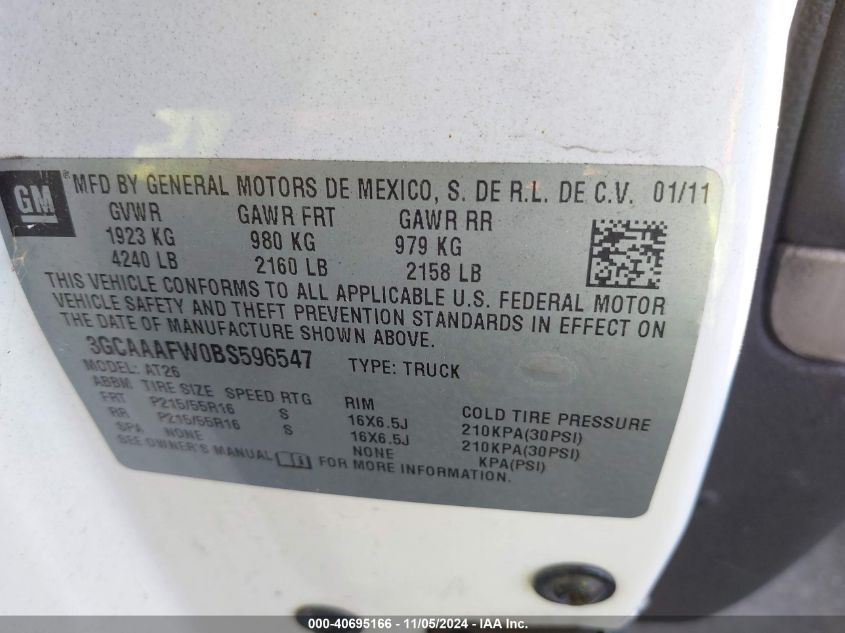 GM ®
MFD BY GENERAL MOTORS DE MEXICO, S. DE R.L. DE C.V. 01/11
GVWR GAWR FRT GAWR RR
1923 KG 980 KG 979 KG
4240 LB 2160 LB 2158 LB
THIS VEHICLE CONFORMS TO ALL APPLICABLE U.S. FEDERAL MOTOR
VEHICLE SAFETY AND THEFT PREVENTION STANDARDS IN EFFECT ON
THE DATE OF MANUFACTURE SHOWN ABOVE.
3GCAAAFW0BS596547 TYPE: TRUCK
MODEL: AT26
ABBM TIRE SIZE SPEED RTG RIM COLD TIRE PRESSURE
FRT P215/55R16 S 16X6.5J 210KPA(30PSI)
RR P215/55R16 S 16X6.5J 210KPA(30PSI)
SPA NONE NONE KPA(PSI)
SEE OWNER'S MANUAL FOR MORE INFORMATION.
000-40695166 - 11/05/2024 - IAA Inc.